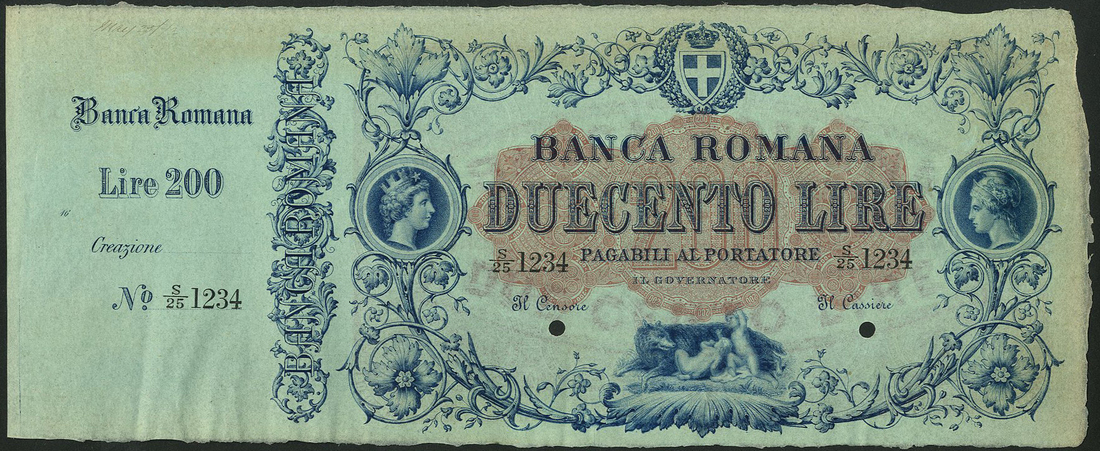 Banca Romana
Lire 200
Creazione
No. S/25 1234
BANCA ROMANA
BANCA ROMANA
200
DUECENTO LIRE
PAGABILI AL PORTATORE
S/25 1234
S/25 1234
IL GOVERNATORE
Il Censore
Il Cassiere